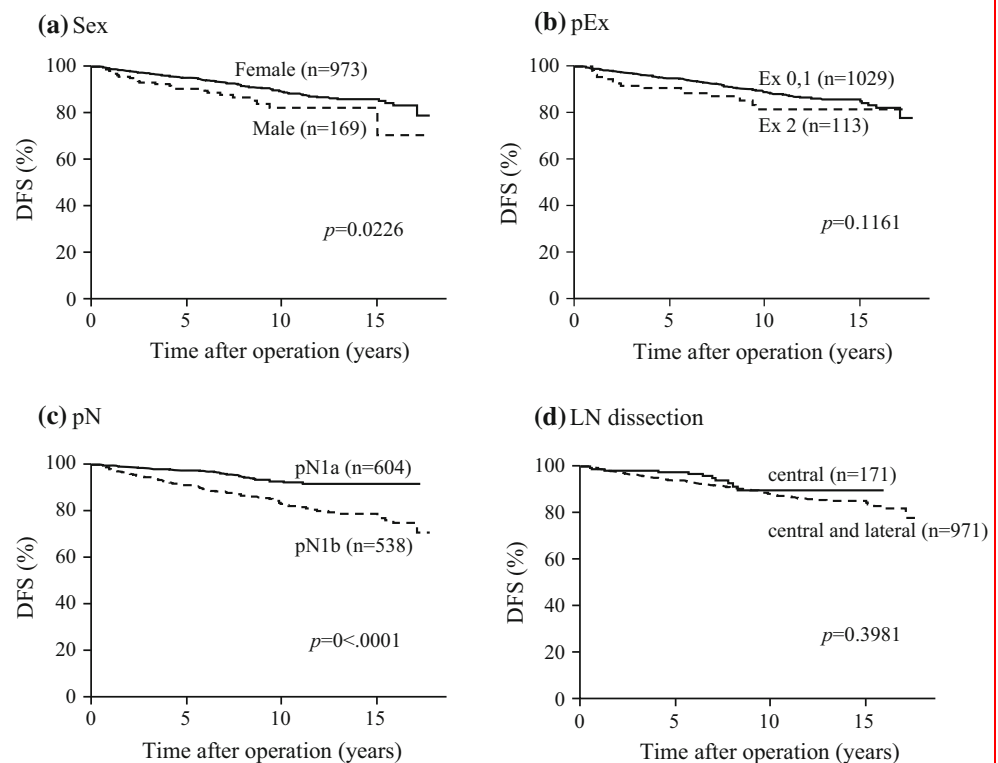 (a) Sex
100
80
60
40
20
0
DFS (%)
Female (n=973)
Male (n=169)
p=0.0226
0 5 10 15
Time after operation (years)
(b) pEx
100
80
60
40
20
0
DFS (%)
Ex 0,1 (n=1029)
Ex 2 (n=113)
p=0.1161
0 5 10 15
Time after operation (years)
(c) pN
100
80
60
40
20
0
DFS (%)
pN1a (n=604)
pN1b (n=538)
p=0<.0001
0 5 10 15
Time after operation (years)
(d) LN dissection
100
80
60
40
20
0
DFS (%)
central (n=171)
central and lateral (n=971)
p=0.3981
0 5 10 15
Time after operation (years)